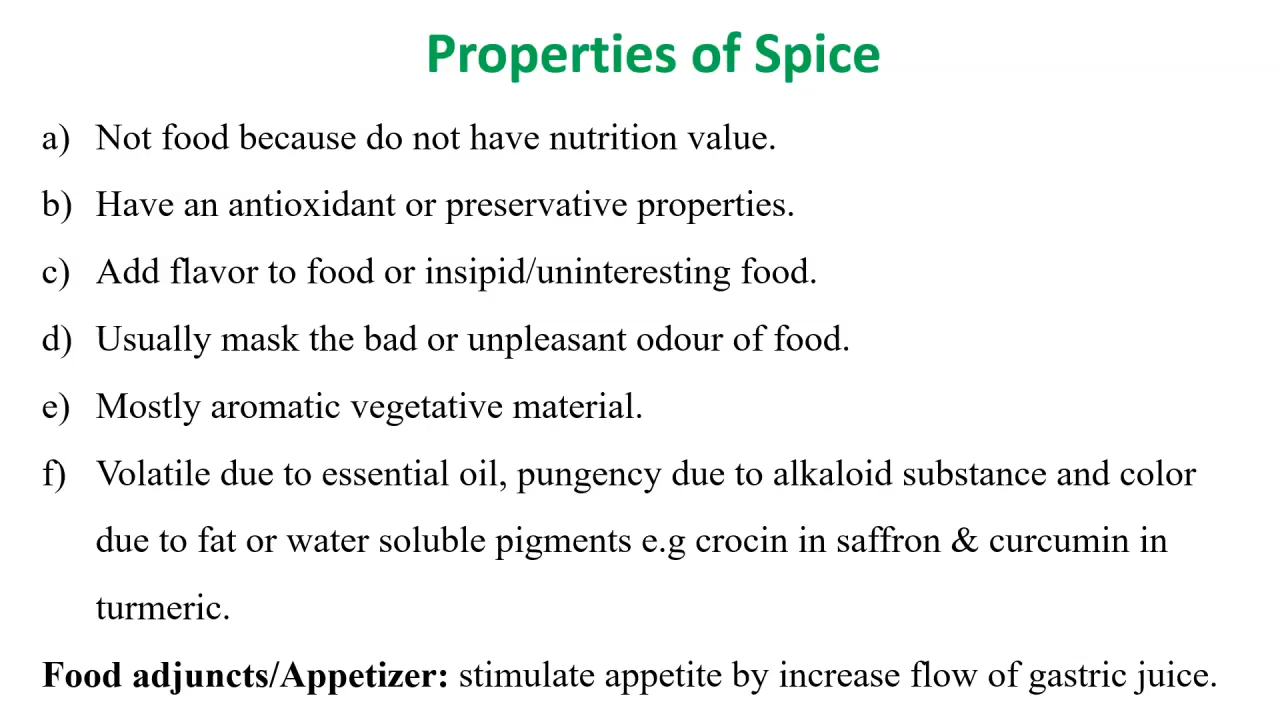 Properties of Spice
a) Not food because do not have nutrition value.
b) Have an antioxidant or preservative properties.
c) Add flavor to food or insipid/uninteresting food.
d) Usually mask the bad or unpleasant odour of food.
e) Mostly aromatic vegetative material.
f) Volatile due to essential oil, pungency due to alkaloid substance and color
due to fat or water soluble pigments e.g crocin in saffron & curcumin in
turmeric.
Food adjuncts/Appetizer: stimulate appetite by increase flow of gastric juice.